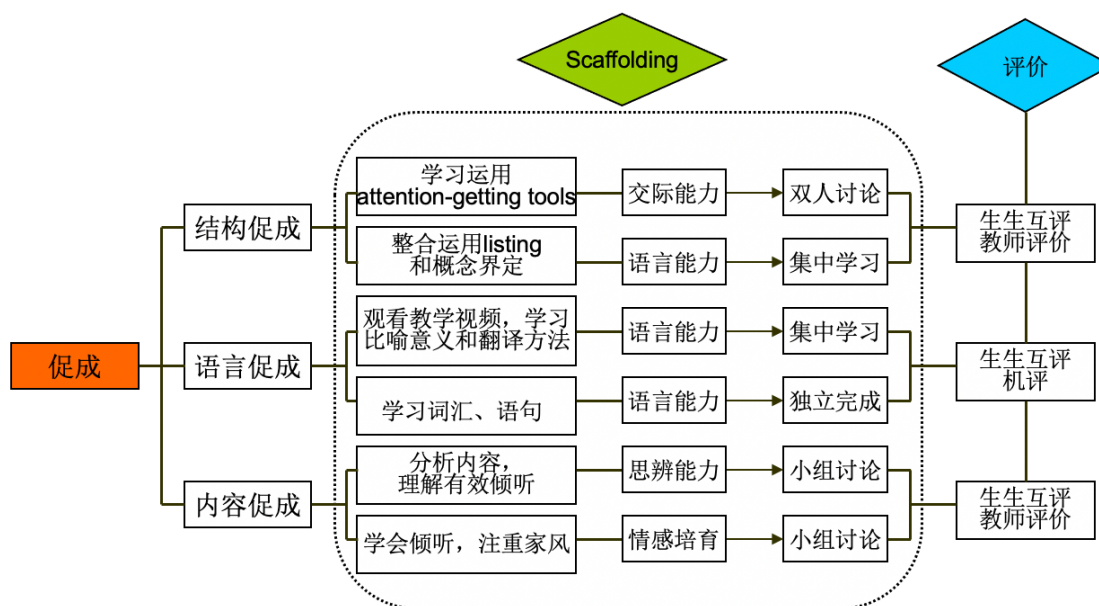 Scaffolding
评价
学习运用
attention-getting tools
交际能力
双人讨论
结构促成
生生互评
教师评价
整合运用listing
和概念界定
语言能力
集中学习
观看教学视频，学习
比喻意义和翻译方法
语言能力
集中学习
促成
语言促成
生生互评
机评
学习词汇、语句
语言能力
独立完成
分析内容，
理解有效倾听
思辨能力
小组讨论
内容促成
生生互评
教师评价
学会倾听，注重家风
情感培育
小组讨论